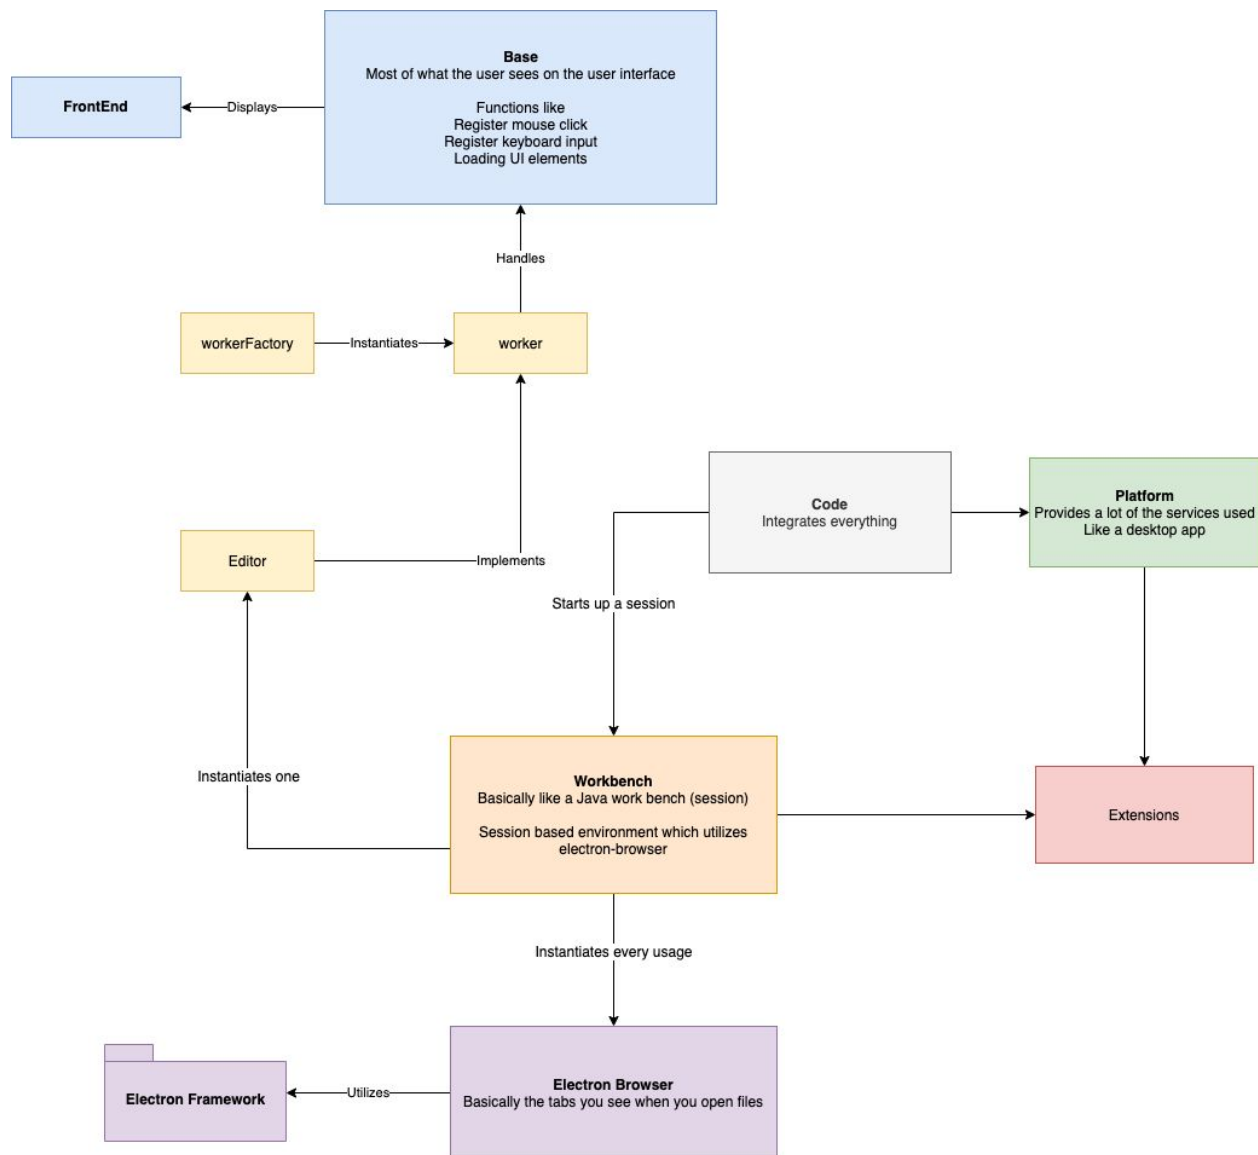 Base
Most of what the user sees on the user interface
Functions like
Register mouse click
Register keyboard input
Loading UI elements
FrontEnd
Displays
Handles
workerFactory
Instantiates
worker
Code
Integrates everything
Platform
Provides a lot of the services used
Like a desktop app
Editor
Implements
Starts up a session
Instantiates one
Workbench
Basically like a Java work bench (session)
Session based environment which utilizes
electron-browser
Extensions
Instantiates every usage
Electron Framework
Utilizes
Electron Browser
Basically the tabs you see when you open files